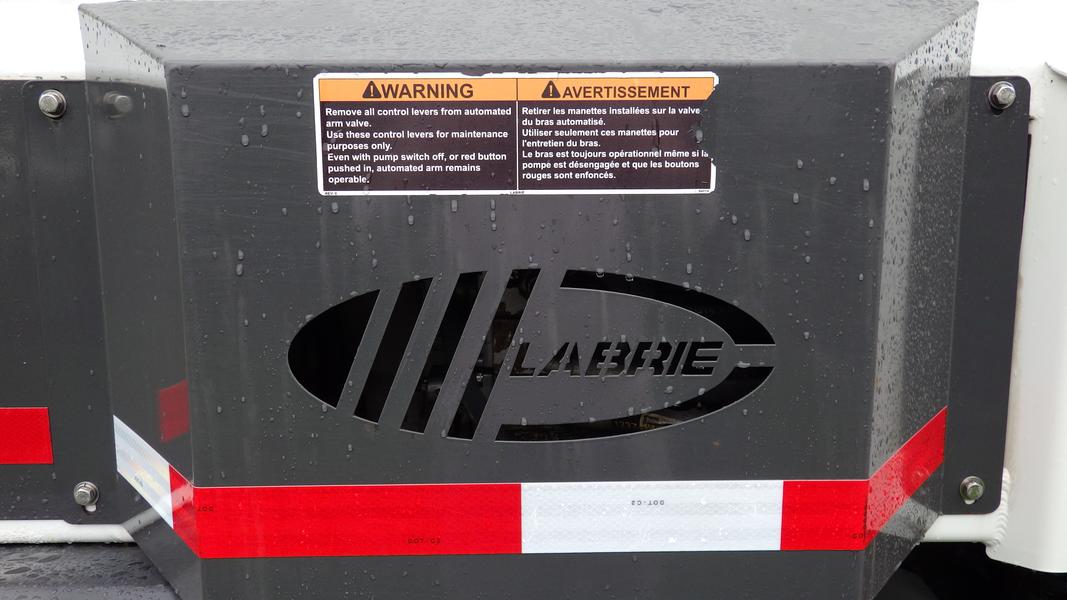 WARNING
Remove all control levers from automated
arm valve.
Use these control levers for maintenance
purposes only.
Even with pump switch off, or red button
pushed in, automated arm remains
operable.
AVERTISSEMENT
Retirer les manettes installées sur la valve
du bras automatisé.
Utiliser seulement ces manettes pour
l'entretien du bras.
Le bras est toujours opérationnel même si la
pompe est désengagée et que les boutons
rouges sont enfoncés.
LABRIE
LABRIE
DOT-C2